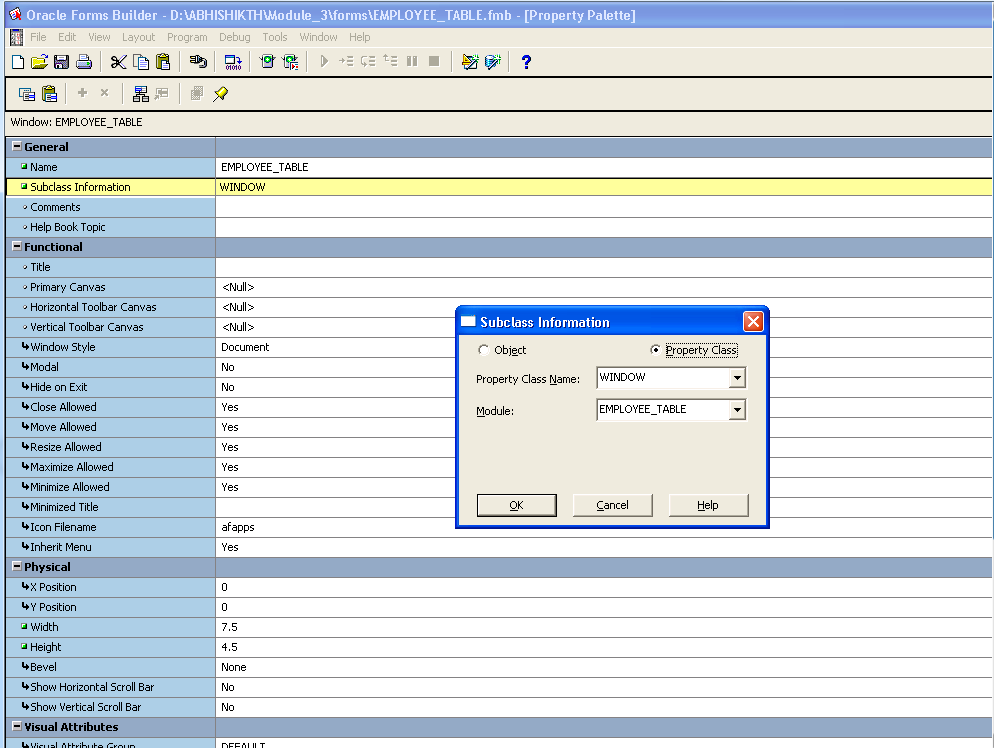 Oracle Forms Builder - D:\ABHISHIKTH\Module_3\forms\EMPLOYEE_TABLE.fmb - [Property Palette]
File Edit View Layout Program Debug Tools Window Help
Window: EMPLOYEE_TABLE
General
Name EMPLOYEE_TABLE
Subclass Information WINDOW
Comments
Help Book Topic
Functional
Title
Primary Canvas <Null>
Horizontal Toolbar Canvas <Null>
Vertical Toolbar Canvas <Null>
Window Style Document
Modal No
Hide on Exit No
Close Allowed Yes
Move Allowed Yes
Resize Allowed Yes
Maximize Allowed Yes
Minimize Allowed Yes
Minimized Title
Icon Filename afapps
Inherit Menu Yes
Physical
X Position 0
Y Position 0
Width 7.5
Height 4.5
Bevel None
Show Horizontal Scroll Bar No
Show Vertical Scroll Bar No
Visual Attributes
Visual Attribute Group DEFAULT
Subclass Information
Object Property Class
Property Class Name: WINDOW
Module: EMPLOYEE_TABLE
OK Cancel Help